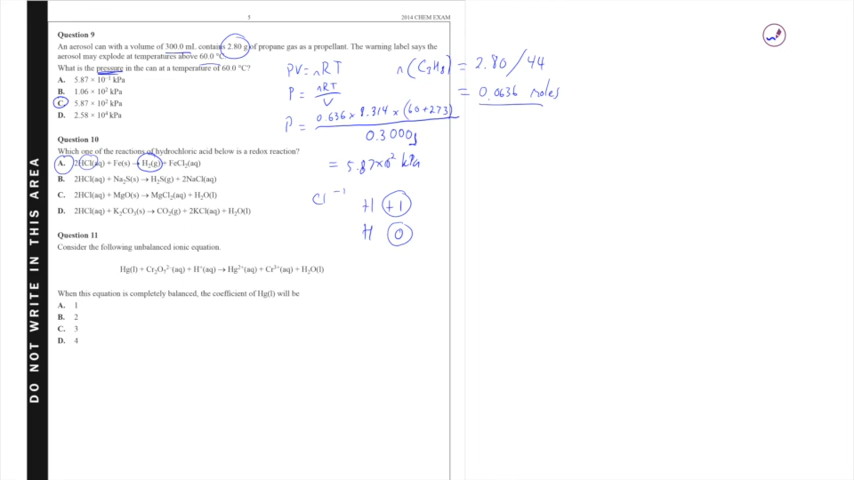 5
2014 CHEM EXAM
Question 9
An aerosol can with a volume of 300.0 mL contains 2.80 g of propane gas as a propellant. The warning label says the
aerosol may explode at temperatures above 60.0 °C.
What is the pressure in the can at a temperature of 60.0 °C?
A. 5.87 × 10⁻¹ kPa
B. 1.06 × 10² kPa
C. 5.87 × 10² kPa
D. 2.58 × 10⁴ kPa
PV = nRT
P = nRT / V
P = 0.636 × 8.314 × (60+273) / 0.3000
= 5.87×10² kPa
n(C₃H₈) = 2.80/44
= 0.0636 moles
Question 10
Which one of the reactions of hydrochloric acid below is a redox reaction?
A. 2HCl(aq) + Fe(s) → H₂(g) + FeCl₂(aq)
B. 2HCl(aq) + Na₂S(s) → H₂S(g) + 2NaCl(aq)
C. 2HCl(aq) + MgO(s) → MgCl₂(aq) + H₂O(l)
D. 2HCl(aq) + K₂CO₃(s) → CO₂(g) + 2KCl(aq) + H₂O(l)
Cl⁻¹
H +1
H 0
Question 11
Consider the following unbalanced ionic equation.
Hg(l) + Cr₂O₇²⁻(aq) + H⁺(aq) → Hg²⁺(aq) + Cr³⁺(aq) + H₂O(l)
When this equation is completely balanced, the coefficient of Hg(l) will be
A. 1
B. 2
C. 3
D. 4
DO NOT WRITE IN THIS AREA